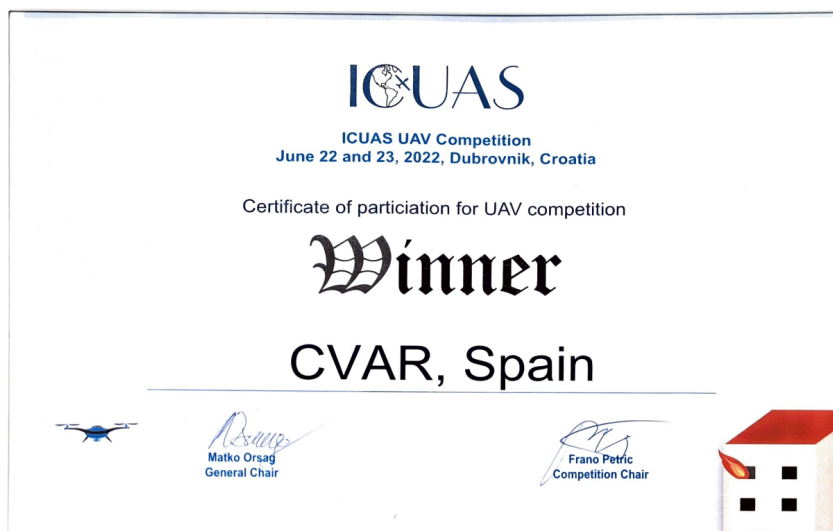 ICUAS
ICUAS UAV Competition
June 22 and 23, 2022, Dubrovnik, Croatia
Certificate of particiation for UAV competition
Winner
CVAR, Spain
Matko Orsag
General Chair
Frano Petric
Competition Chair